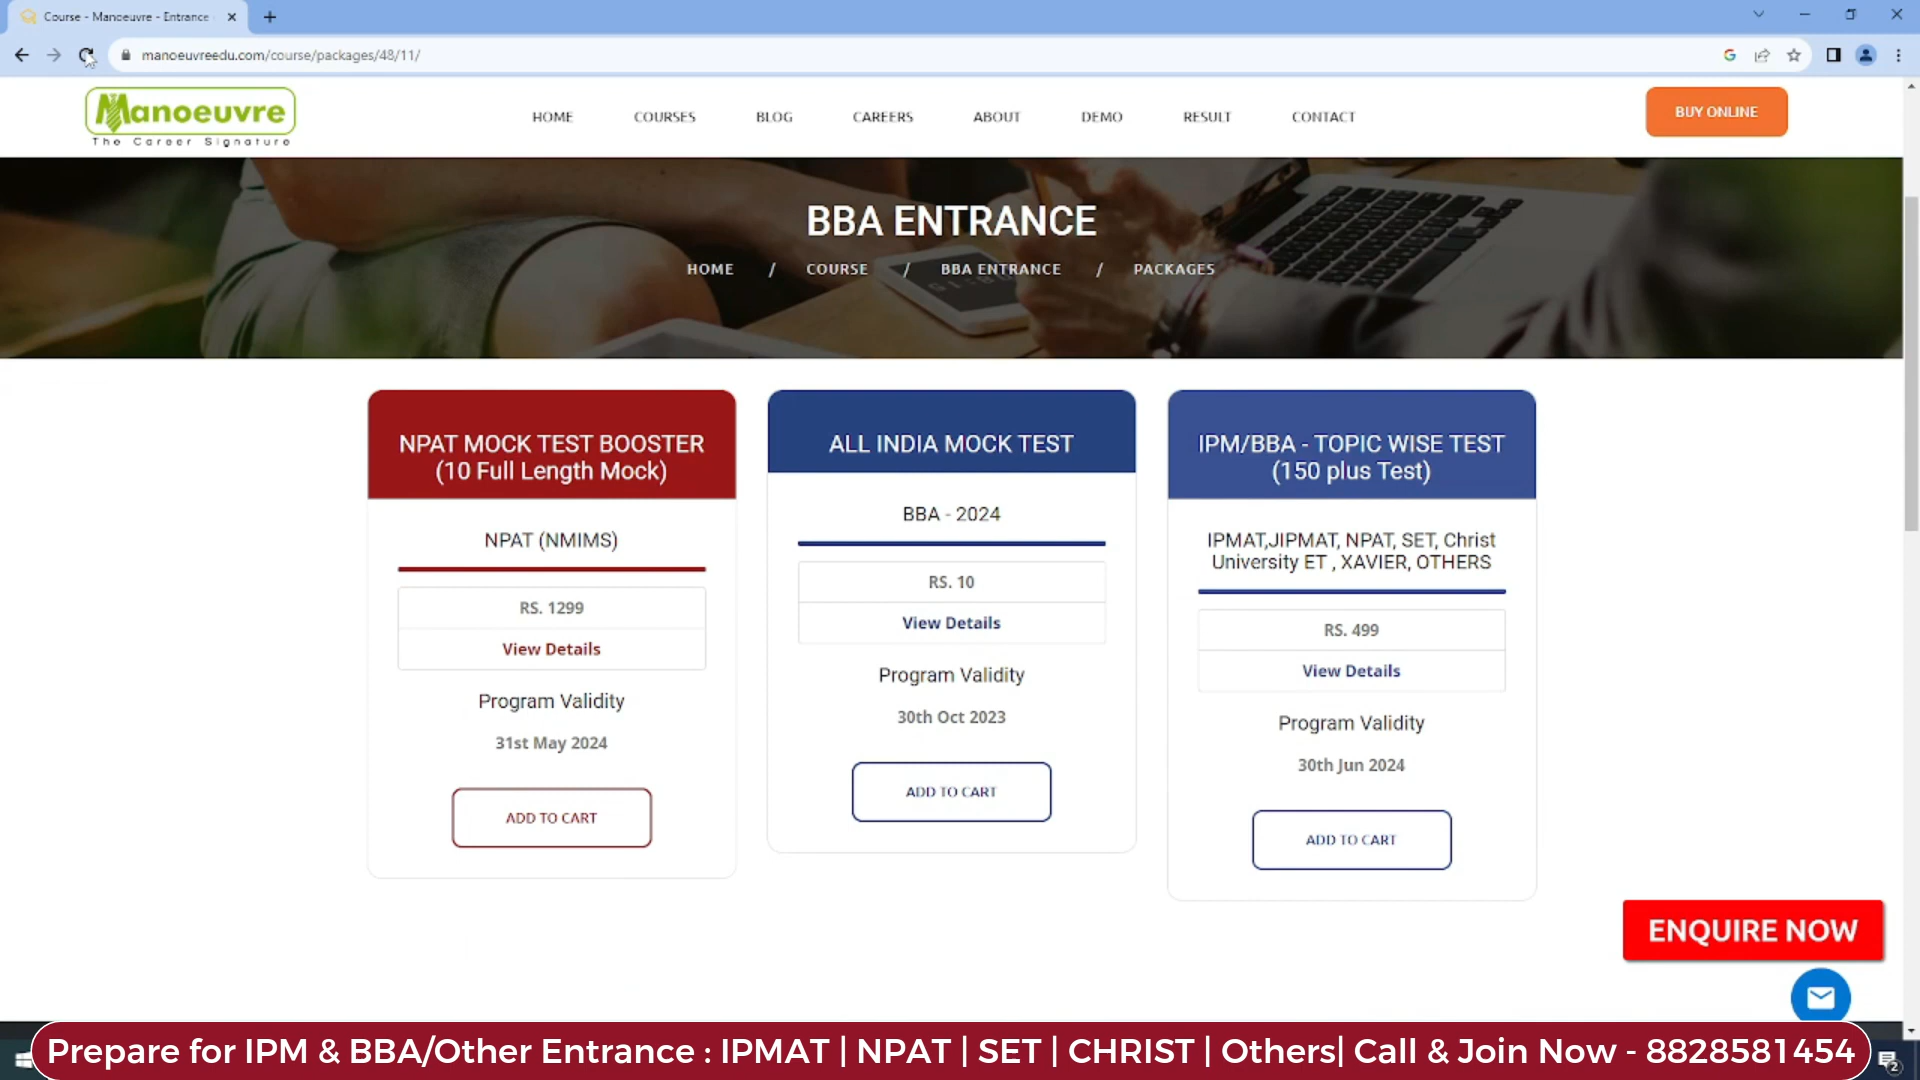 Course - Manoeuvre - Entrance
manoeuvreedu.com/course/packages/48/11/
Manoeuvre
The Career Signature
HOME
COURSES
BLOG
CAREERS
ABOUT
DEMO
RESULT
CONTACT
BUY ONLINE
BBA ENTRANCE
HOME / COURSE / BBA ENTRANCE / PACKAGES
NPAT MOCK TEST BOOSTER
(10 Full Length Mock)
NPAT (NMIMS)
RS. 1299
View Details
Program Validity
31st May 2024
ADD TO CART
ALL INDIA MOCK TEST
BBA - 2024
RS. 10
View Details
Program Validity
30th Oct 2023
ADD TO CART
IPM/BBA - TOPIC WISE TEST
(150 plus Test)
IPMAT,JIPMAT, NPAT, SET, Christ
University ET , XAVIER, OTHERS
RS. 499
View Details
Program Validity
30th Jun 2024
ADD TO CART
ENQUIRE NOW
Prepare for IPM & BBA/Other Entrance : IPMAT | NPAT | SET | CHRIST | Others| Call & Join Now - 8828581454
2